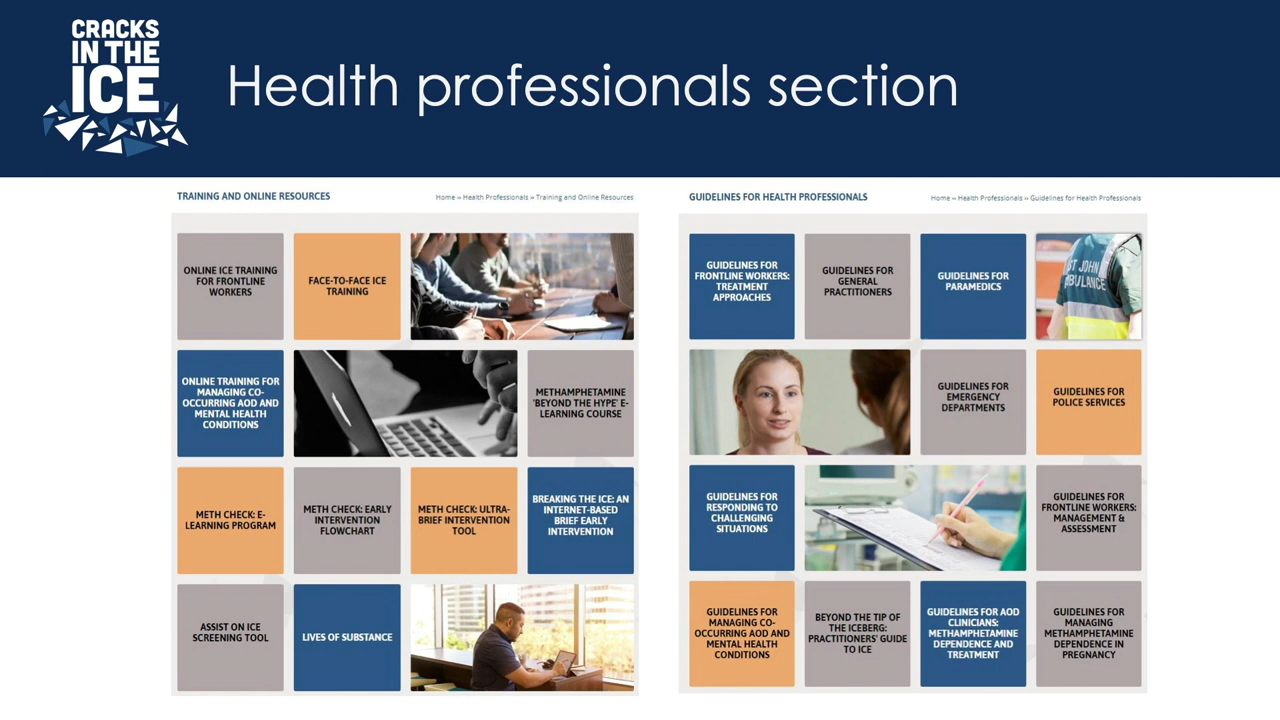 CRACKS
IN THE
ICE
Health professionals section
TRAINING AND ONLINE RESOURCES
Home » Health Professionals » Training and Online Resources
ONLINE ICE TRAINING
FOR FRONTLINE
WORKERS
FACE-TO-FACE ICE
TRAINING
ONLINE TRAINING FOR
MANAGING CO-
OCCURRING AOD AND
MENTAL HEALTH
CONDITIONS
METHAMPHETAMINE
'BEYOND THE HYPE' E-
LEARNING COURSE
METH CHECK: E-
LEARNING PROGRAM
METH CHECK: EARLY
INTERVENTION
FLOWCHART
METH CHECK: ULTRA-
BRIEF INTERVENTION
TOOL
BREAKING THE ICE: AN
INTERNET-BASED
BRIEF EARLY
INTERVENTION
ASSIST ON ICE
SCREENING TOOL
LIVES OF SUBSTANCE
GUIDELINES FOR HEALTH PROFESSIONALS
Home » Health Professionals » Guidelines for Health Professionals
GUIDELINES FOR
FRONTLINE WORKERS:
TREATMENT
APPROACHES
GUIDELINES FOR
GENERAL
PRACTITIONERS
GUIDELINES FOR
PARAMEDICS
ST JOHN
AMBULANCE
GUIDELINES FOR
EMERGENCY
DEPARTMENTS
GUIDELINES FOR
POLICE SERVICES
GUIDELINES FOR
RESPONDING TO
CHALLENGING
SITUATIONS
GUIDELINES FOR
FRONTLINE WORKERS:
MANAGEMENT &
ASSESSMENT
GUIDELINES FOR
MANAGING CO-
OCCURRING AOD AND
MENTAL HEALTH
CONDITIONS
BEYOND THE TIP OF
THE ICEBERG:
PRACTITIONERS' GUIDE
TO ICE
GUIDELINES FOR AOD
CLINICIANS:
METHAMPHETAMINE
DEPENDENCE AND
TREATMENT
GUIDELINES FOR
MANAGING
METHAMPHETAMINE
DEPENDENCE IN
PREGNANCY